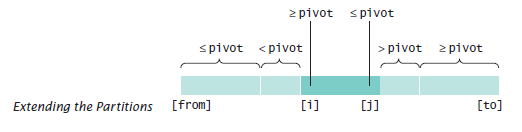 ≥ pivot ≤ pivot
≤ pivot < pivot > pivot ≥ pivot
Extending the Partitions [from] [i] [j] [to]